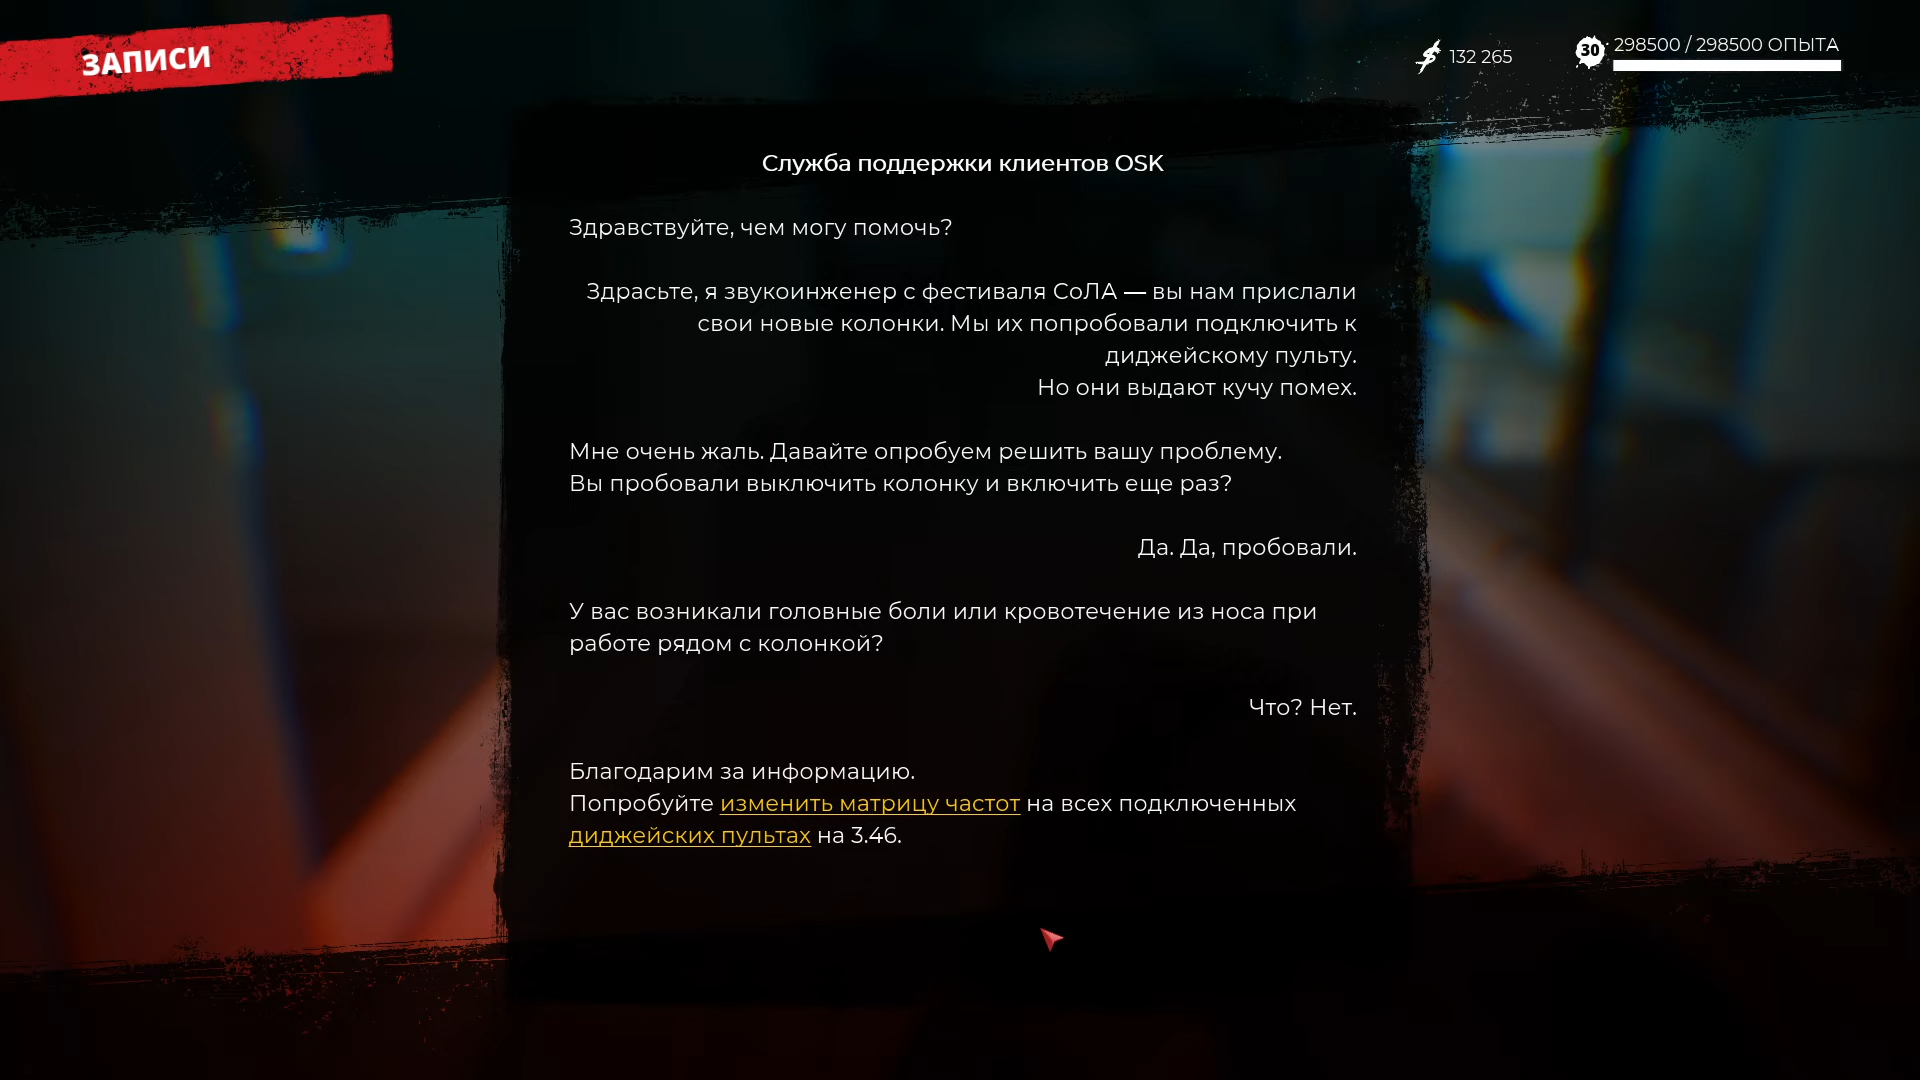 ЗАПИСИ
132 265
30
298500 / 298500 ОПЫТА
Служба поддержки клиентов OSK
Здравствуйте, чем могу помочь?
Здрасьте, я звукоинженер с фестиваля СоЛА — вы нам прислали
свои новые колонки. Мы их попробовали подключить к
диджейскому пульту.
Но они выдают кучу помех.
Мне очень жаль. Давайте опробуем решить вашу проблему.
Вы пробовали выключить колонку и включить еще раз?
Да. Да, пробовали.
У вас возникали головные боли или кровотечение из носа при
работе рядом с колонкой?
Что? Нет.
Благодарим за информацию.
Попробуйте изменить матрицу частот на всех подключенных
диджейских пультах на 3.46.